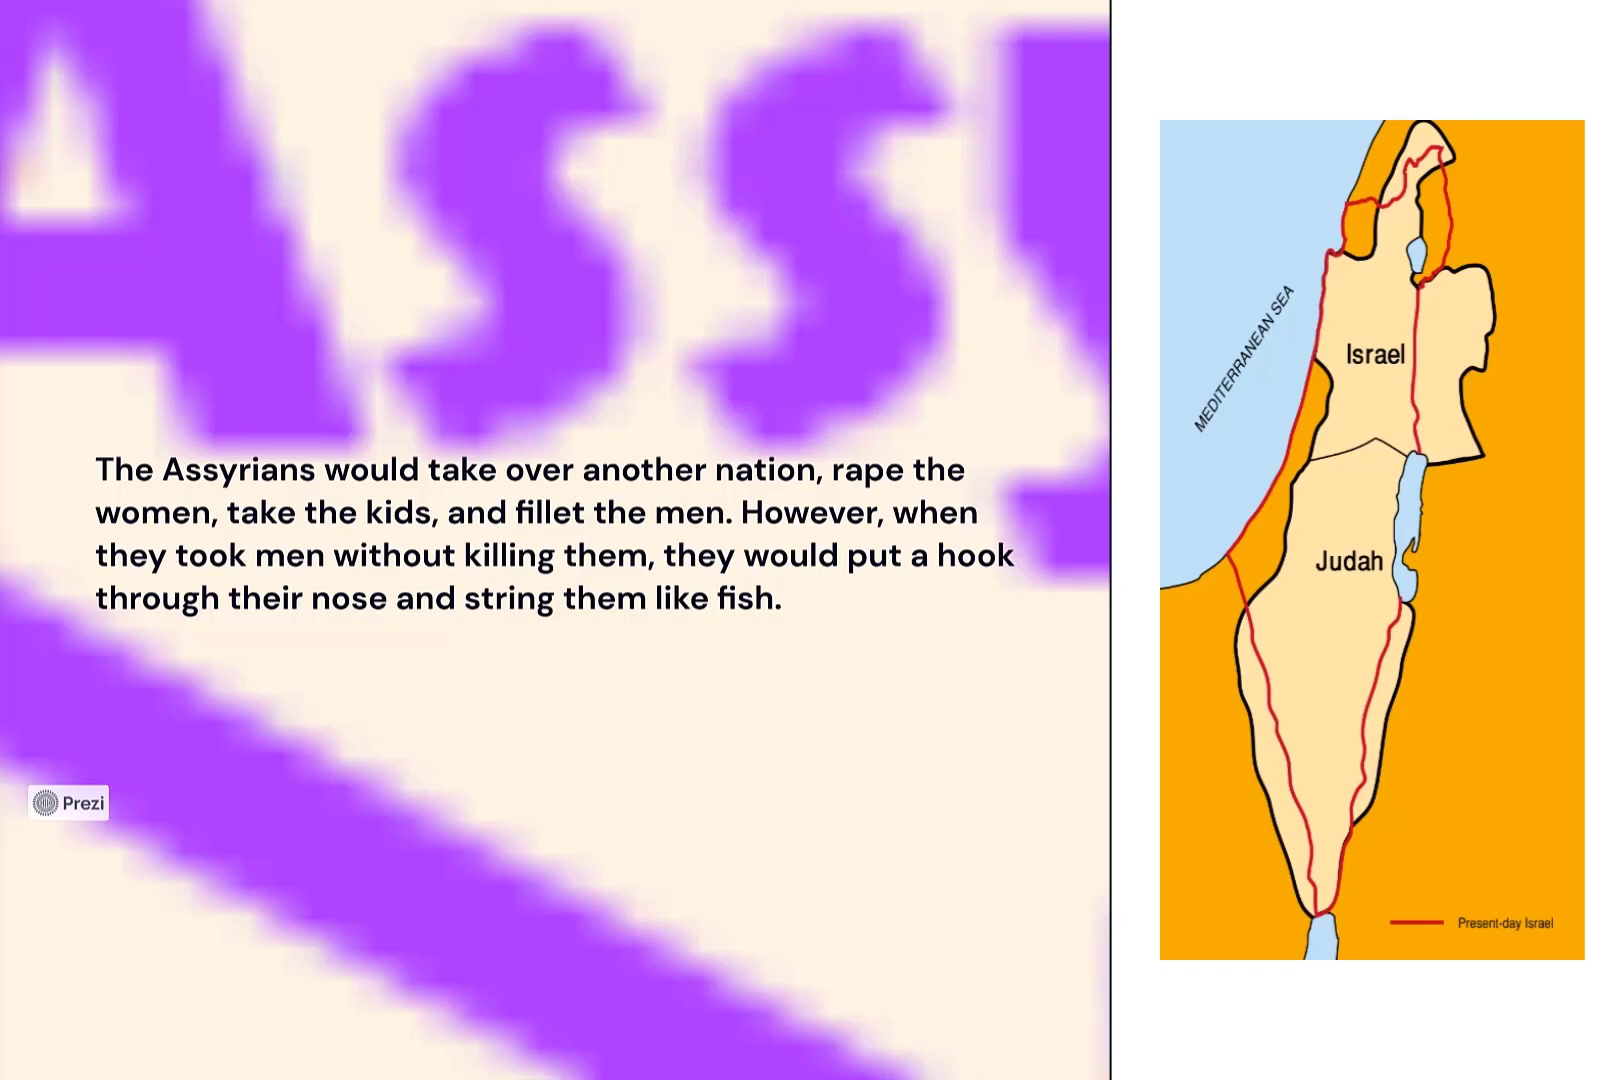 Ass
The Assyrians would take over another nation, rape the
women, take the kids, and fillet the men. However, when
they took men without killing them, they would put a hook
through their nose and string them like fish.
Prezi
MEDITERRANEAN SEA
Israel
Judah
Present-day Israel